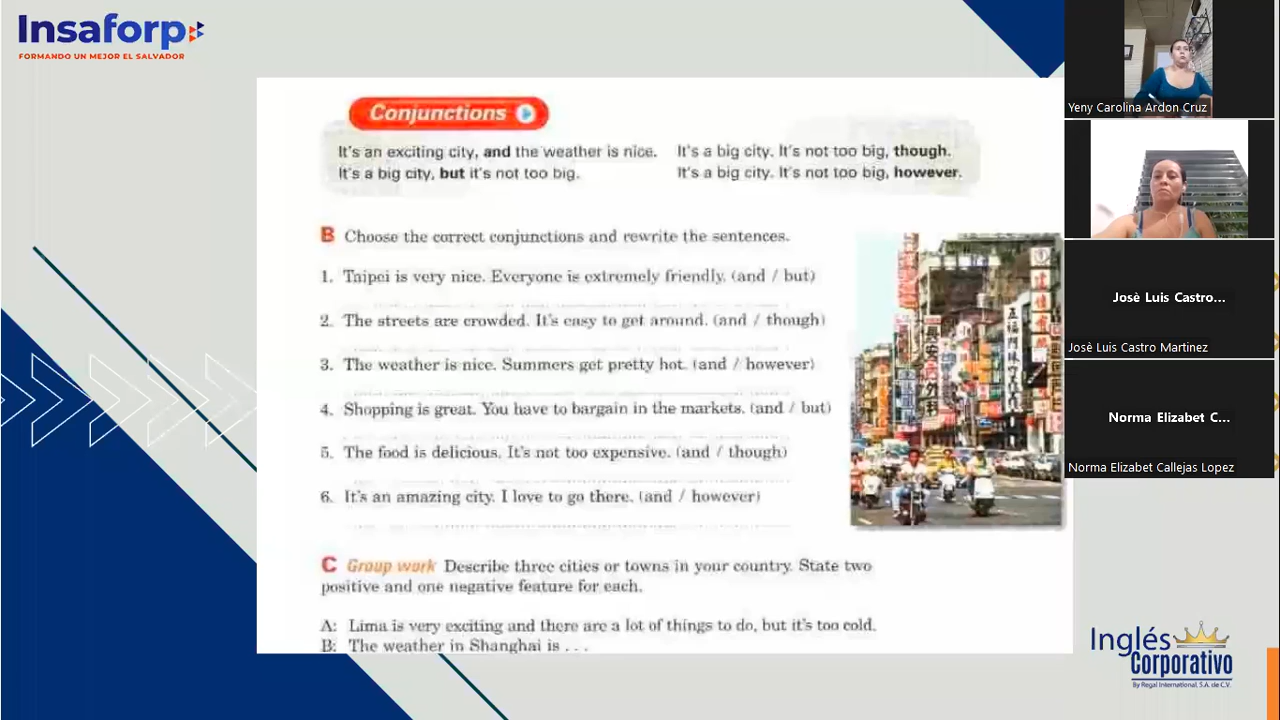 Insaforp
FORMANDO UN MEJOR EL SALVADOR
Conjunctions
It's an exciting city, and the weather is nice.
It's a big city, but it's not too big.
It's a big city. It's not too big, though.
It's a big city. It's not too big, however.
B Choose the correct conjunctions and rewrite the sentences.
1. Taipei is very nice. Everyone is extremely friendly. (and / but)
2. The streets are crowded. It's easy to get around. (and / though)
3. The weather is nice. Summers get pretty hot. (and / however)
4. Shopping is great. You have to bargain in the markets. (and / but)
5. The food is delicious. It's not too expensive. (and / though)
6. It's an amazing city. I love to go there. (and / however)
C Group work Describe three cities or towns in your country. State two
positive and one negative feature for each.
A: Lima is very exciting and there are a lot of things to do, but it's too cold.
B: The weather in Shanghai is . . .
Yeny Carolina Ardon Cruz
Josè Luis Castro...
Josè Luis Castro Martinez
Norma Elizabet C...
Norma Elizabet Callejas Lopez
Inglés
Corporativo
By Regal International, S.A. de C.V.